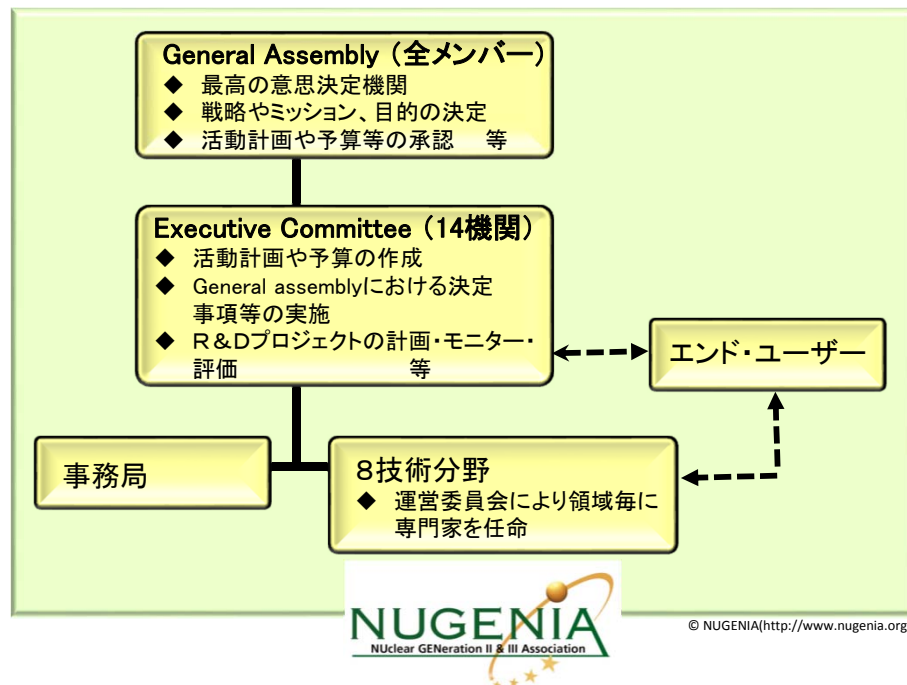 General Assembly (全メンバー)
◆ 最高の意思決定機関
◆ 戦略やミッション、目的の決定
◆ 活動計画や予算等の承認 等
Executive Committee (14機関)
◆ 活動計画や予算の作成
◆ General assemblyにおける決定
事項等の実施
◆ R&Dプロジェクトの計画・モニター・
評価 等
エンド・ユーザー
事務局
8技術分野
◆ 運営委員会により領域毎に
専門家を任命
NUGENIA
NUclear GENeration II & III Association
© NUGENIA(http://www.nugenia.org